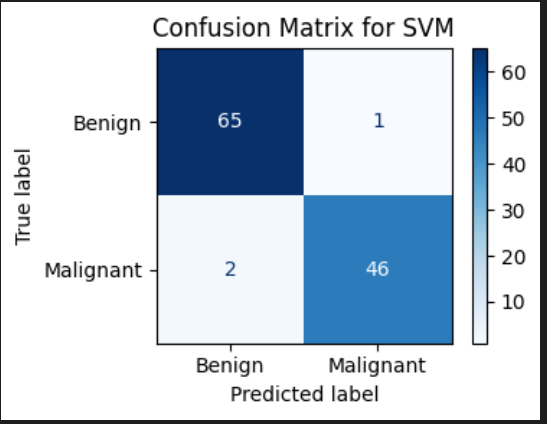 Confusion Matrix for SVM
True label
Benign
65
1
Malignant
2
46
Benign Malignant
Predicted label
60
50
40
30
20
10